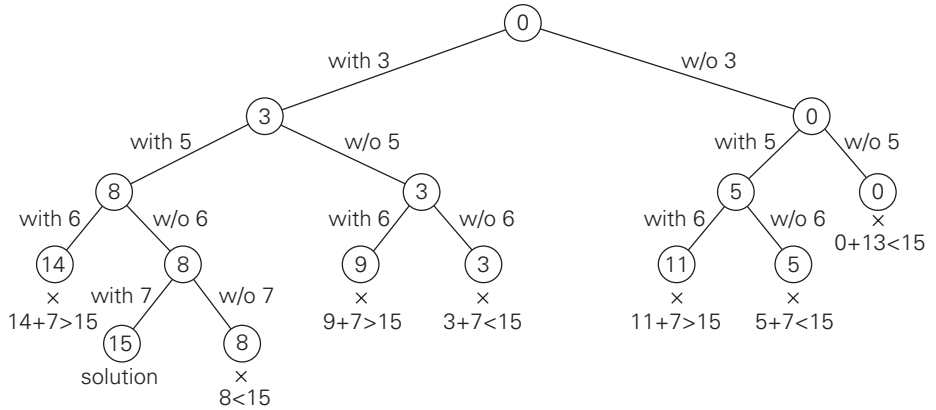 0
with 3
w/o 3
3
0
with 5
w/o 5
with 5
w/o 5
8
3
5
0
with 6
w/o 6
with 6
w/o 6
with 6
w/o 6
×
0+13<15
14
8
9
3
11
5
×
with 7
w/o 7
×
×
×
×
14+7>15
9+7>15
3+7<15
11+7>15
5+7<15
15
8
solution
×
8<15